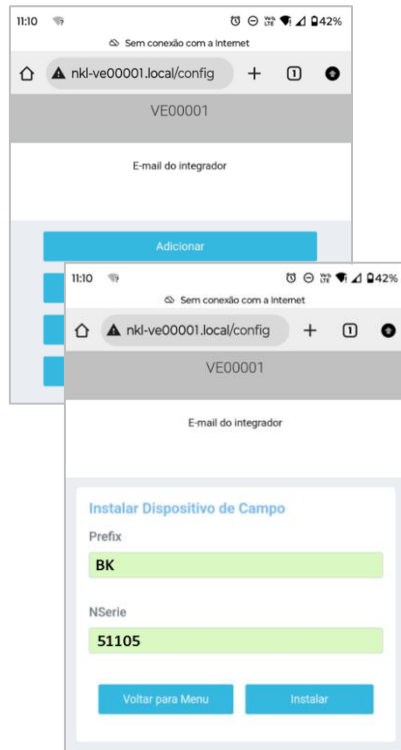 11:10
42%
Sem conexão com a Internet
nkl-ve00001.local/config
1
VE00001
E-mail do integrador
Adicionar
11:10
42%
Sem conexão com a Internet
nkl-ve00001.local/config
1
VE00001
E-mail do integrador
Instalar Dispositivo de Campo
Prefix
BK
NSerie
51105
Voltar para Menu
Instalar